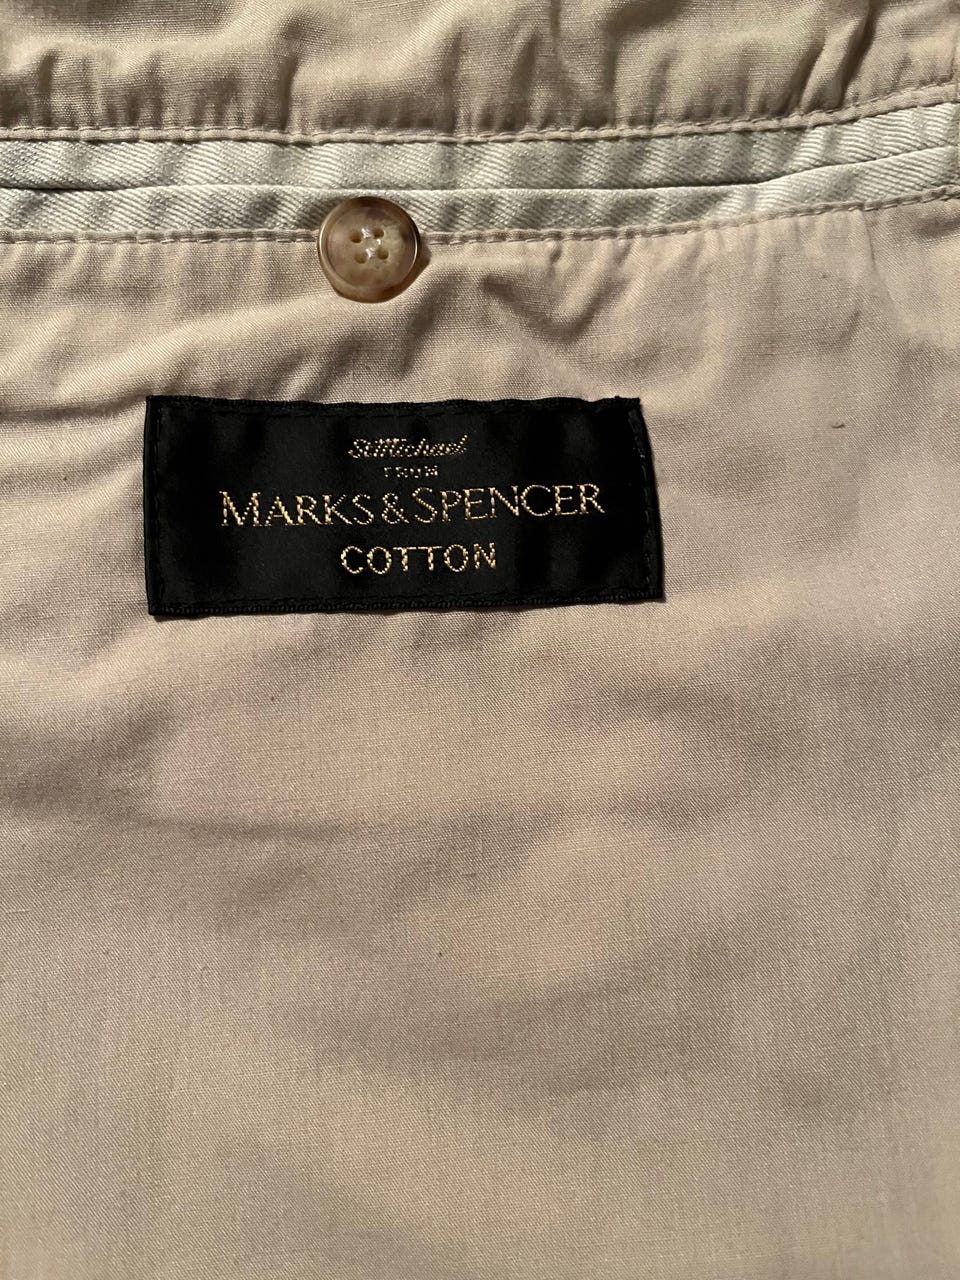 St Michael
FROM
MARKS & SPENCER
COTTON